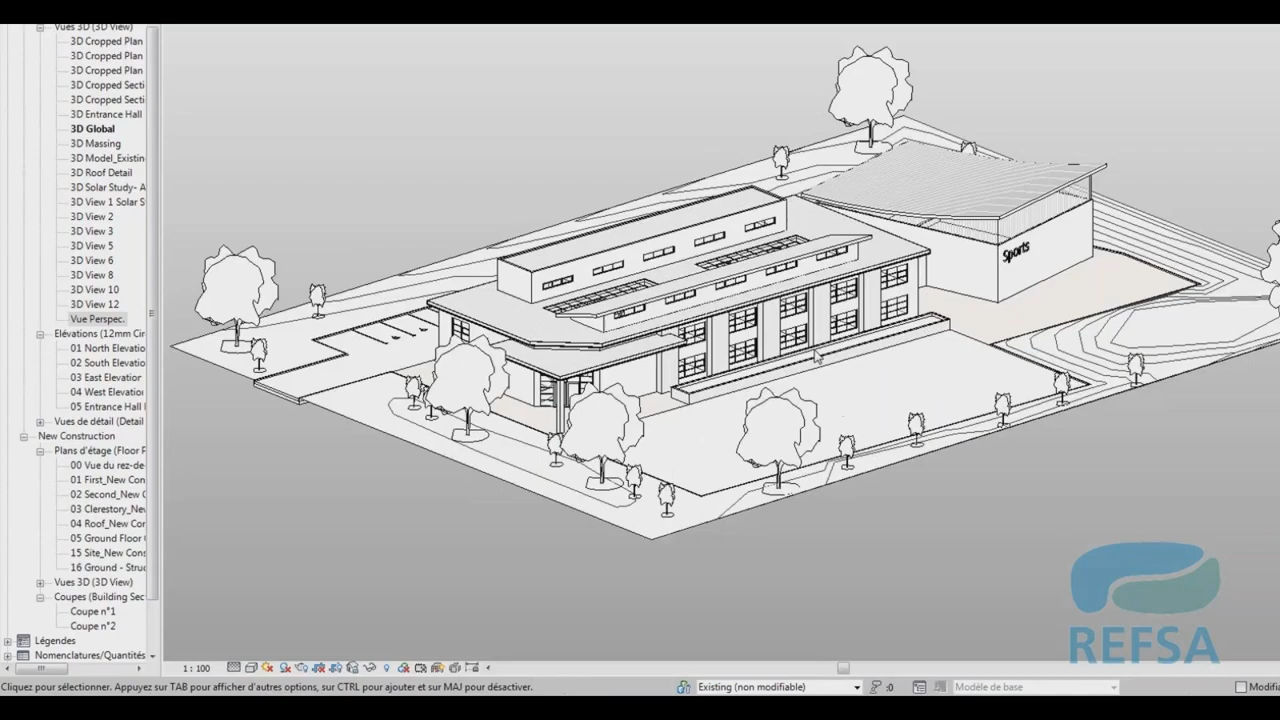 Vues 3D (3D View)
3D Cropped Plan
3D Cropped Plan
3D Cropped Plan
3D Cropped Secti
3D Cropped Secti
3D Entrance Hall
3D Global
3D Massing
3D Model_Existin
3D Roof Detail
3D Solar Study- A
3D View 1 Solar S
3D View 2
3D View 3
3D View 5
3D View 6
3D View 8
3D View 10
3D View 12
Vue Perspec.
Elévations (12mm Cir
01 North Elevatio
02 South Elevatio
03 East Elevation
04 West Elevatio
05 Entrance Hall
Vues de détail (Detail
New Construction
Plans d'étage (Floor P
00 Vue du rez-de-
01 First_New Con
02 Second_New C
03 Clerestory_New
04 Roof_New Cor
05 Ground Floor
15 Site_New Cons
16 Ground - Struc
Vues 3D (3D View)
Coupes (Building Sec
Coupe n°1
Coupe n°2
Légendes
Nomenclatures/Quantités
Sports
REFSA
1 : 100
Cliquez pour sélectionner. Appuyez sur TAB pour afficher d'autres options, sur CTRL pour ajouter et sur MAJ pour désactiver.
:0
Existing (non modifiable)
Modèle de base
Modifia